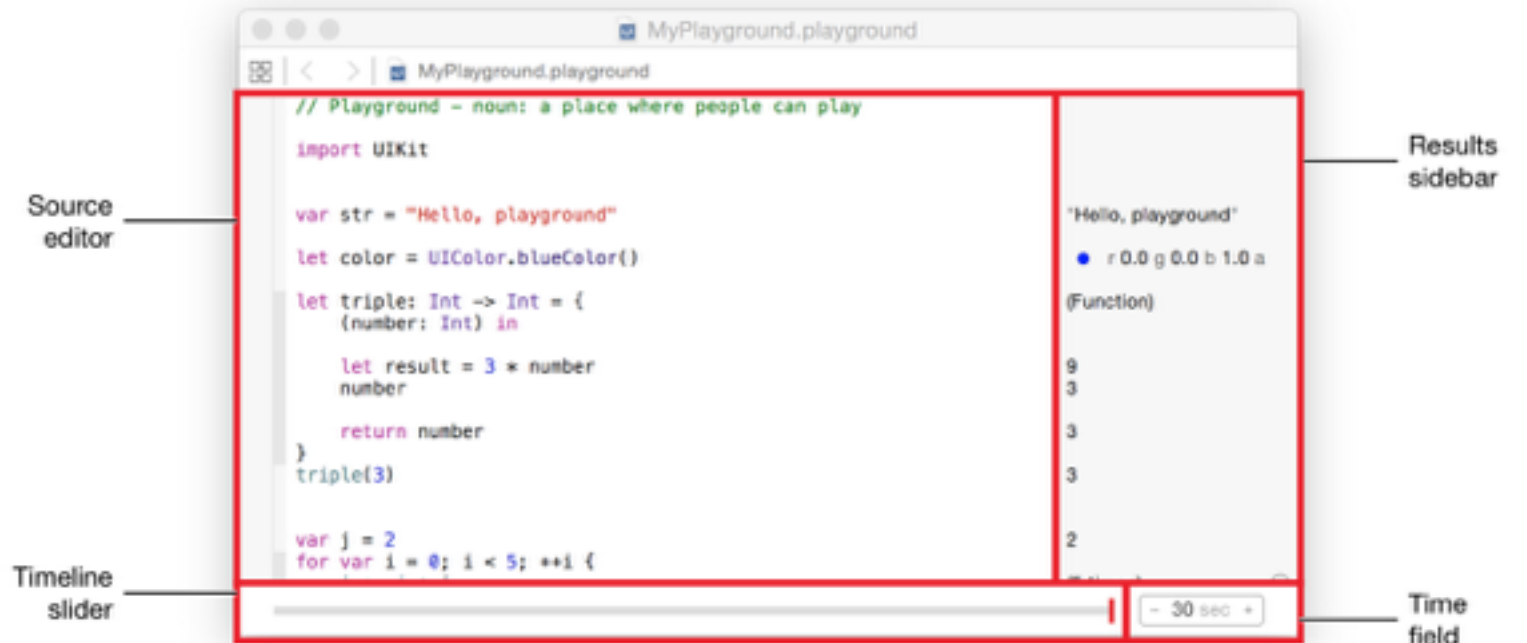 MyPlayground.playground
MyPlayground.playground
// Playground – noun: a place where people can play
import UIKit
var str = "Hello, playground"
let color = UIColor.blueColor()
let triple: Int -> Int = {
(number: Int) in
let result = 3 * number
number
return number
}
triple(3)
var j = 2
for var i = 0; i < 5; ++i {
"Hello, playground"
r 0.0 g 0.0 b 1.0 a
(Function)
9
3
3
3
2
- 30 sec +
Source
editor
Timeline
slider
Results
sidebar
Time
field